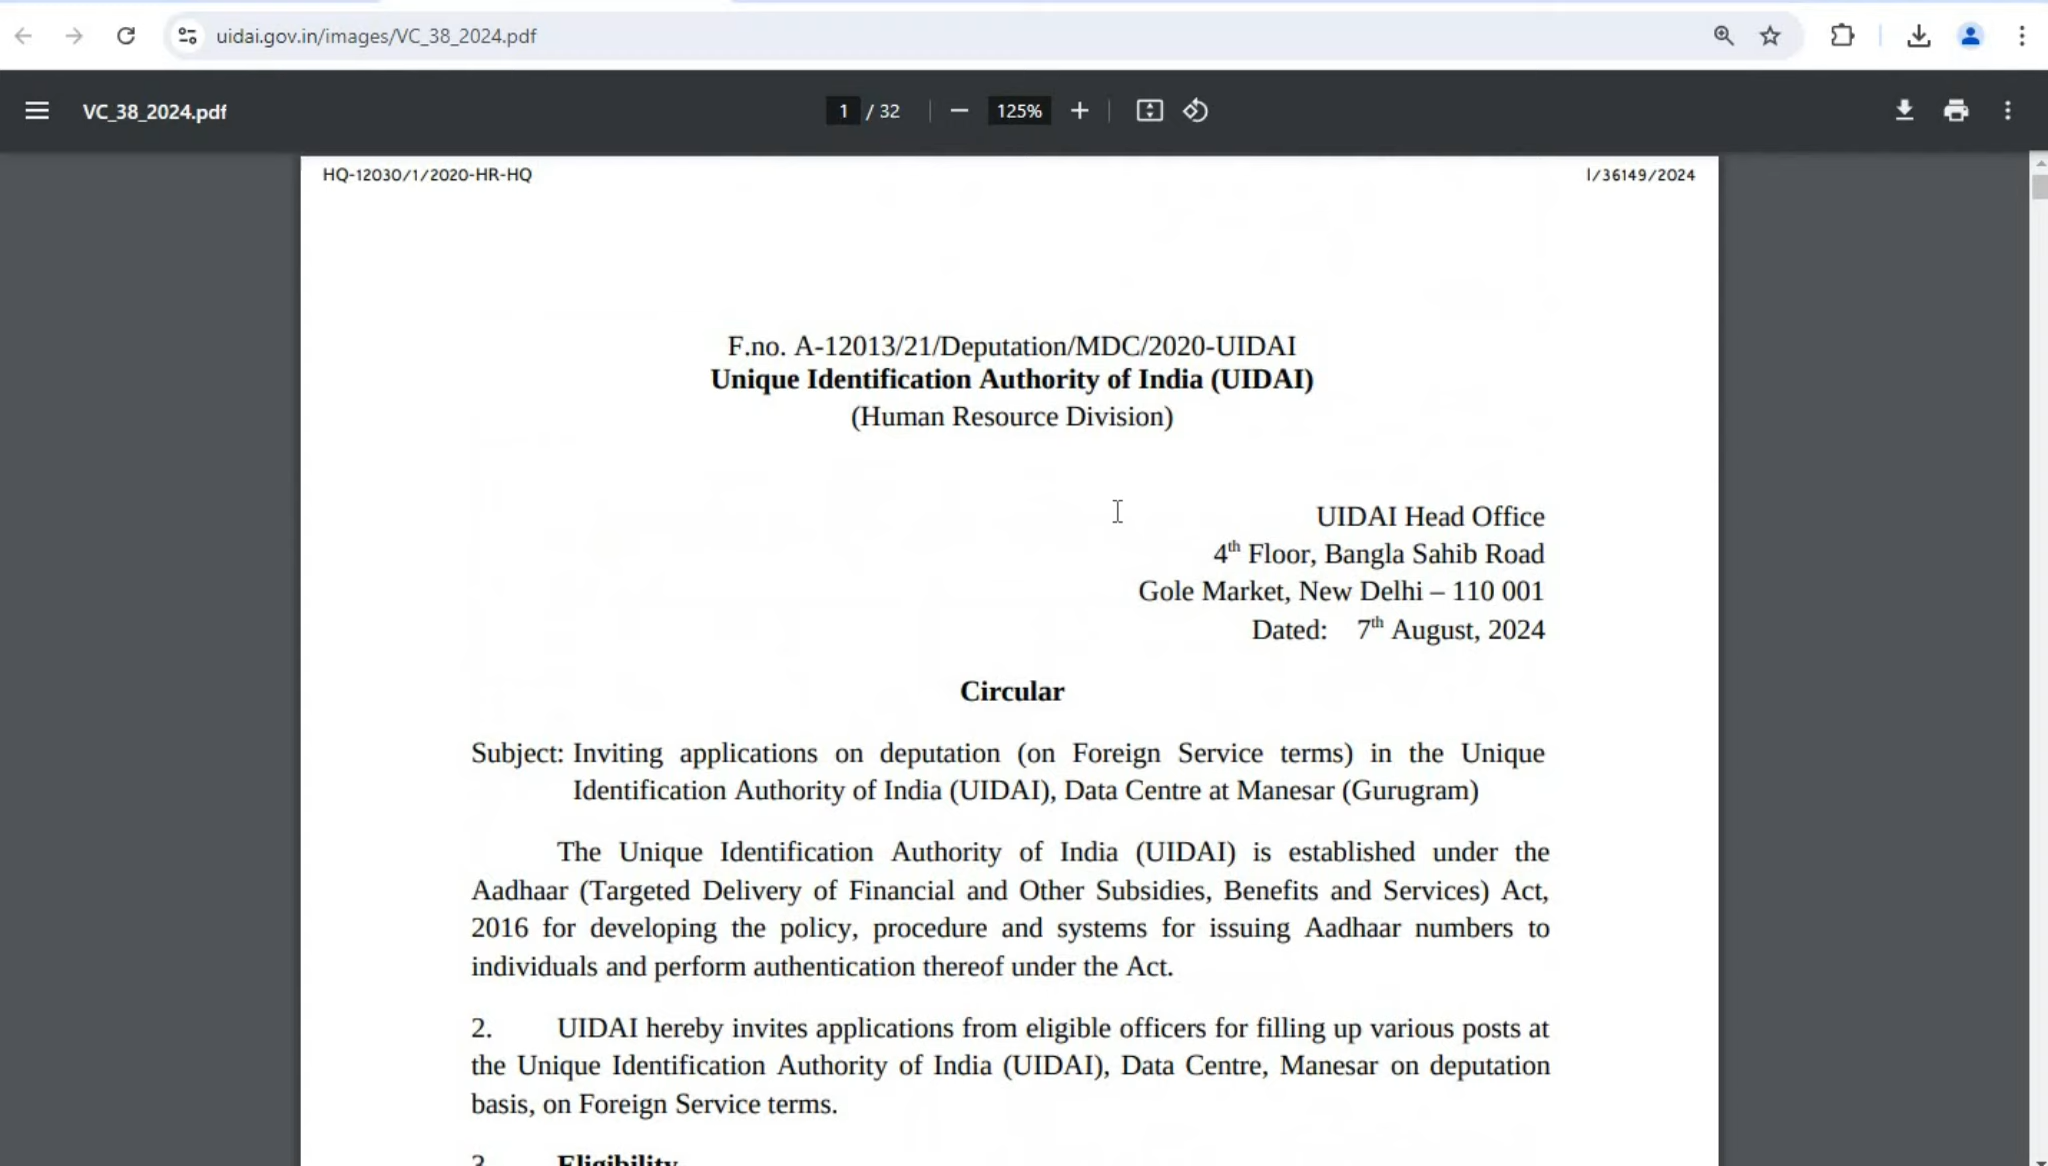 uidai.gov.in/images/VC_38_2024.pdf
VC_38_2024.pdf
1 / 32
125%
HQ-12030/1/2020-HR-HQ
I/36149/2024
F.no. A-12013/21/Deputation/MDC/2020-UIDAI
Unique Identification Authority of India (UIDAI)
(Human Resource Division)
UIDAI Head Office
4th Floor, Bangla Sahib Road
Gole Market, New Delhi – 110 001
Dated: 7th August, 2024
Circular
Subject: Inviting applications on deputation (on Foreign Service terms) in the Unique
Identification Authority of India (UIDAI), Data Centre at Manesar (Gurugram)
The Unique Identification Authority of India (UIDAI) is established under the
Aadhaar (Targeted Delivery of Financial and Other Subsidies, Benefits and Services) Act,
2016 for developing the policy, procedure and systems for issuing Aadhaar numbers to
individuals and perform authentication thereof under the Act.
2. UIDAI hereby invites applications from eligible officers for filling up various posts at
the Unique Identification Authority of India (UIDAI), Data Centre, Manesar on deputation
basis, on Foreign Service terms.
3. Eligibility